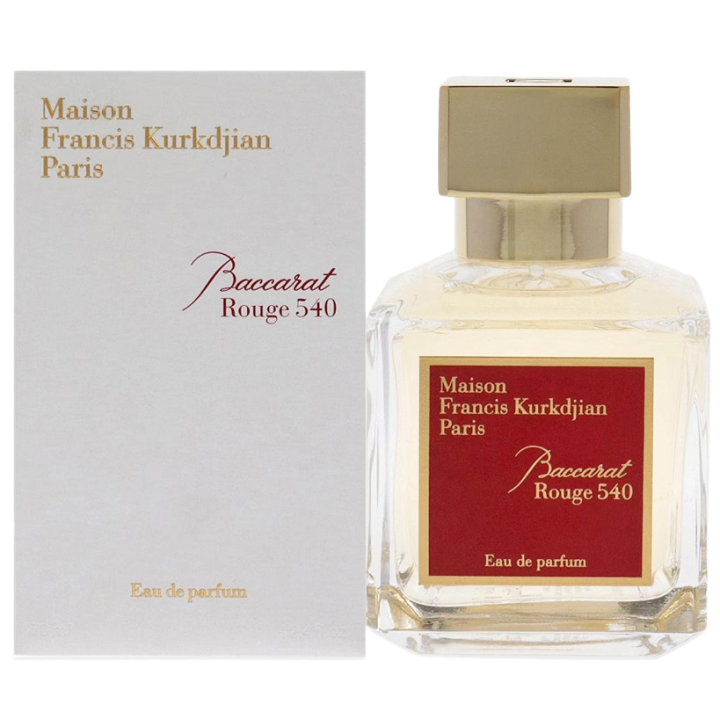 Maison
Francis Kurkdjian
Paris
Baccarat
Rouge 540
Eau de parfum
Maison
Francis Kurkdjian
Paris
Baccarat
Rouge 540
Eau de parfum